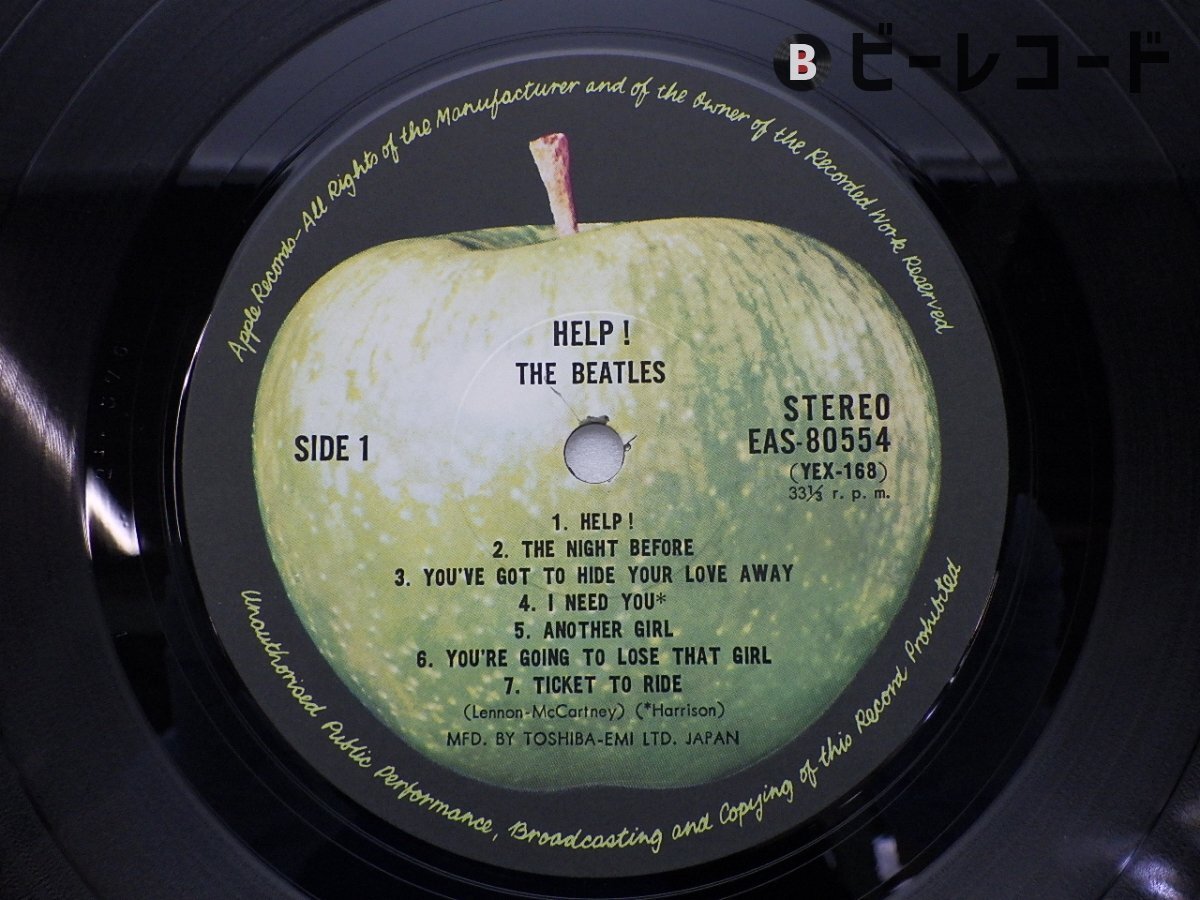 B ビーレコード
Apple Records-All Rights of the Manufacturer and of the Owner of the Recorded Work Reserved
HELP!
THE BEATLES
SIDE 1
STEREO
EAS-80554
(YEX-168)
33⅓ r. p. m.
1. HELP!
2. THE NIGHT BEFORE
3. YOU'VE GOT TO HIDE YOUR LOVE AWAY
4. I NEED YOU*
5. ANOTHER GIRL
6. YOU'RE GOING TO LOSE THAT GIRL
7. TICKET TO RIDE
(Lennon-McCartney) (*Harrison)
MFD. BY TOSHIBA-EMI LTD. JAPAN
Unauthorised Public Performance, Broadcasting and Copying of this Record Prohibited